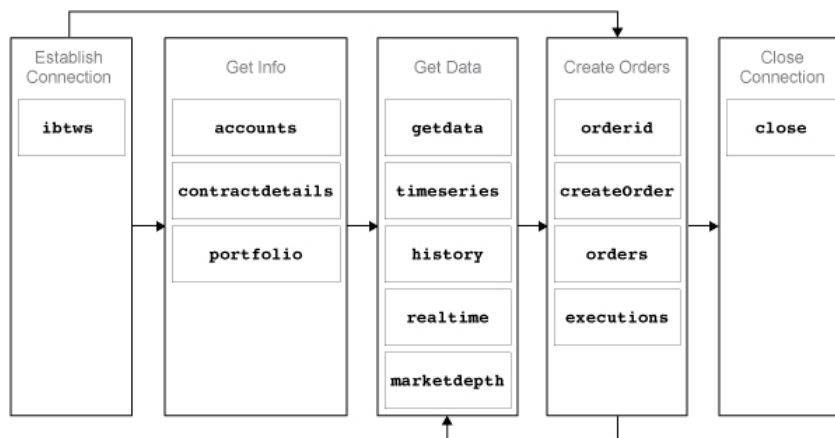 Establish
Connection
ibtws
Get Info
accounts
contractdetails
portfolio
Get Data
getdata
timeseries
history
realtime
marketdepth
Create Orders
orderid
createOrder
orders
executions
Close
Connection
close